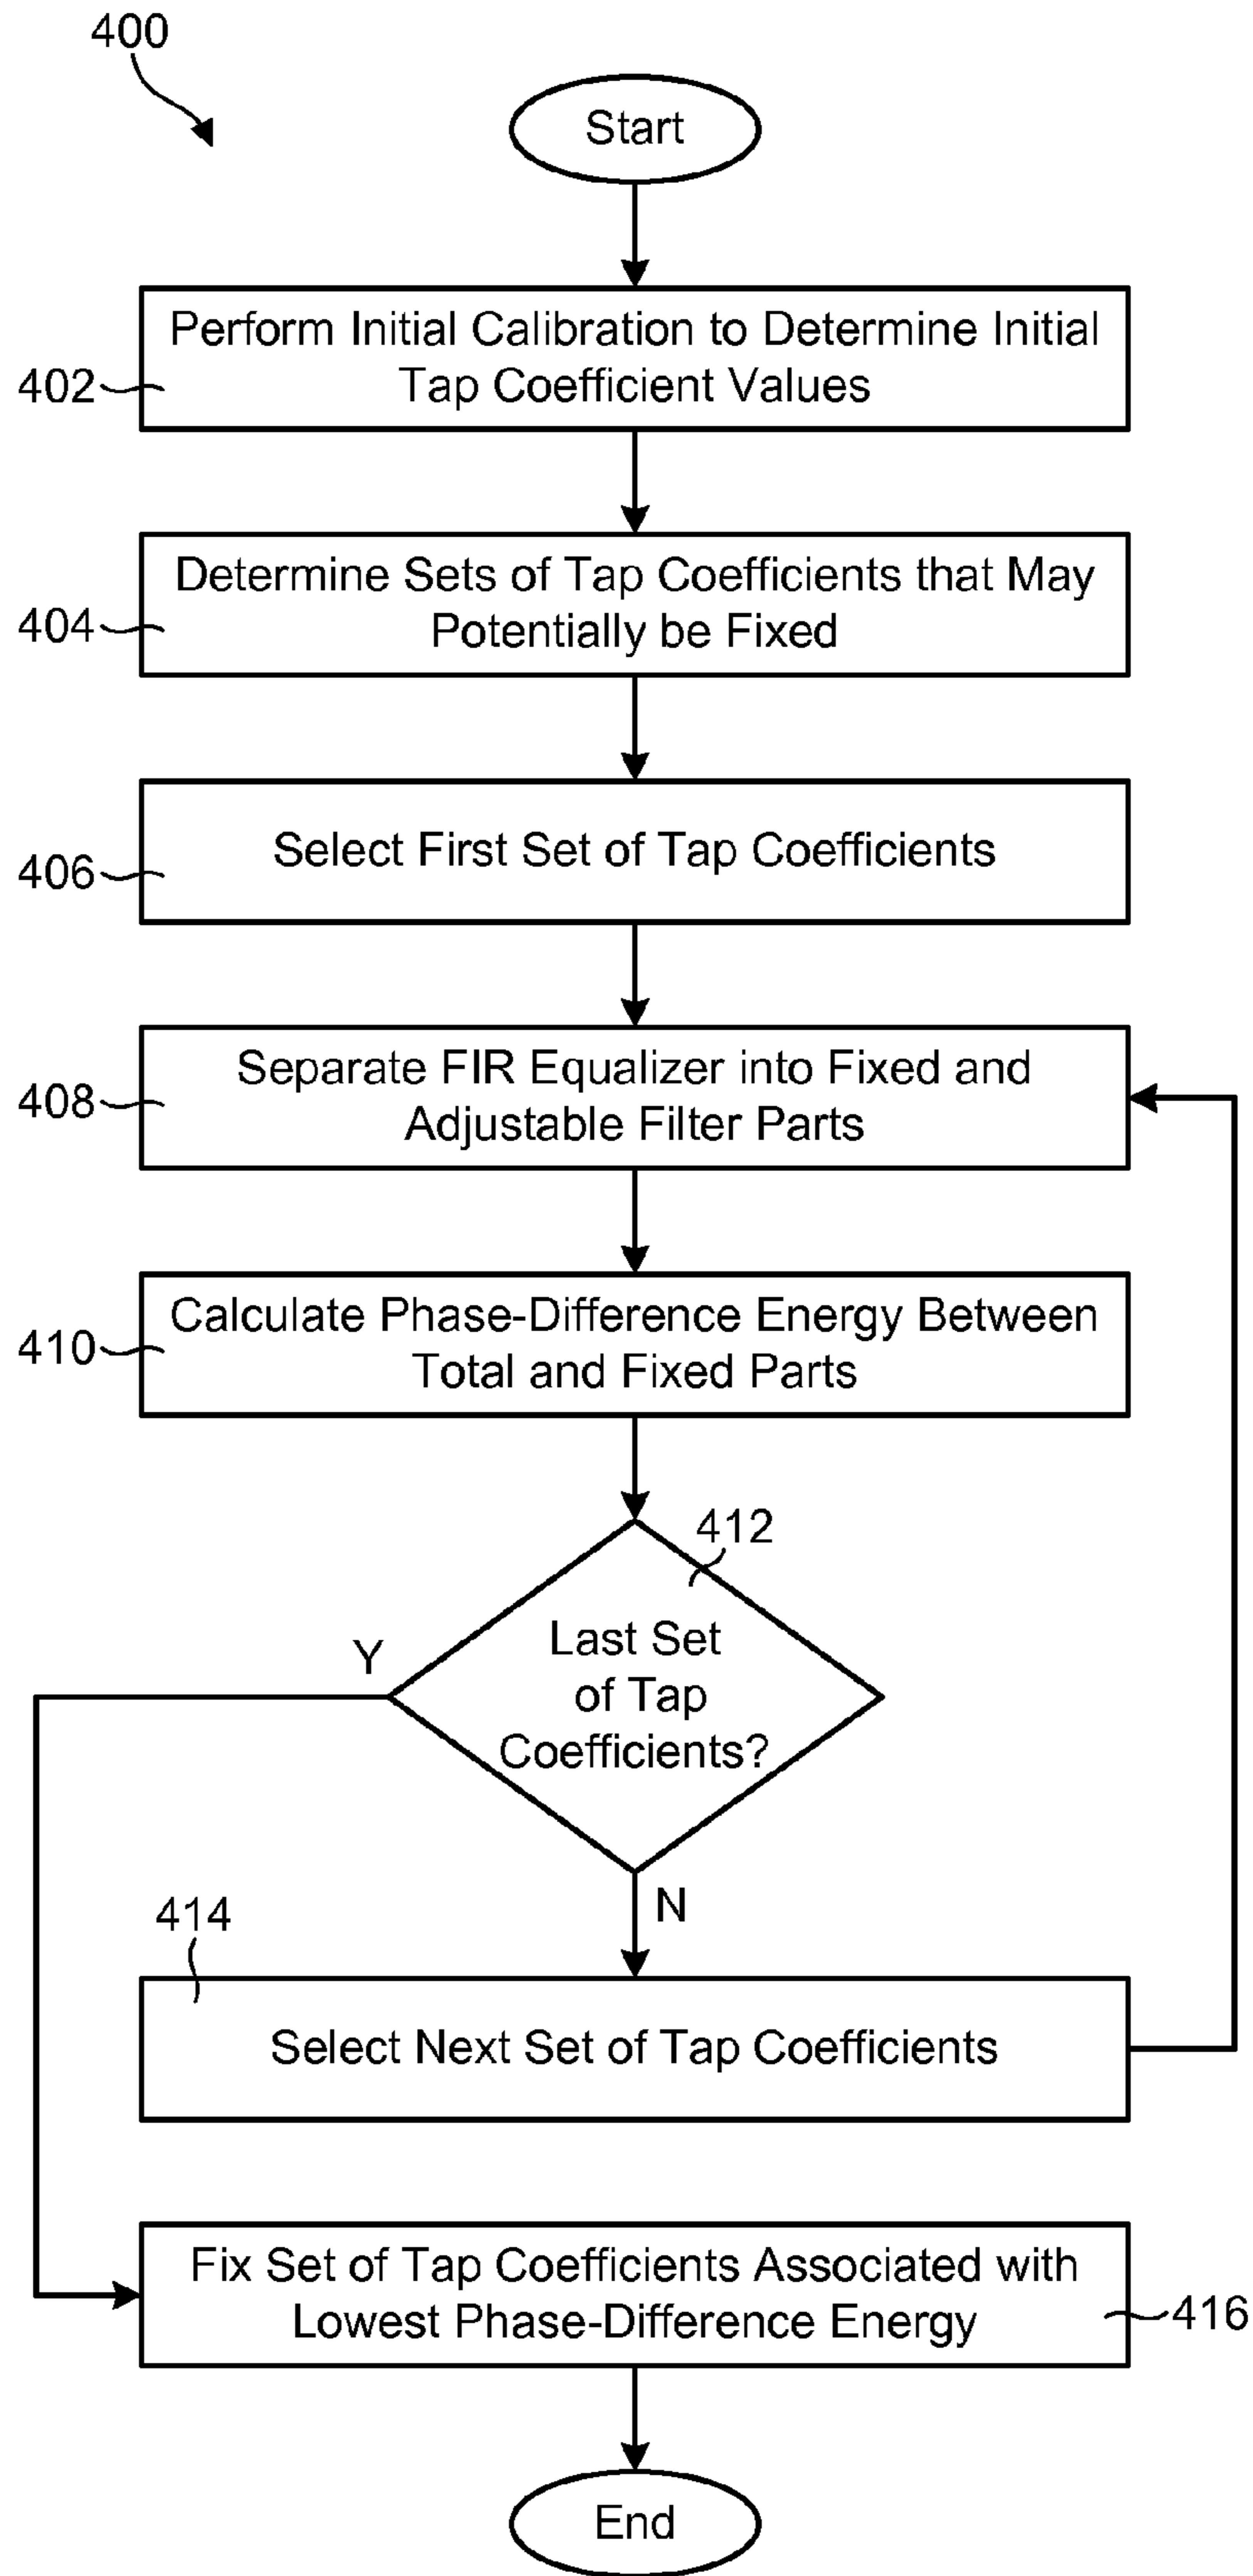 400
Start
Perform Initial Calibration to Determine Initial
Tap Coefficient Values
402
Determine Sets of Tap Coefficients that May
Potentially be Fixed
404
Select First Set of Tap Coefficients
406
Separate FIR Equalizer into Fixed and
Adjustable Filter Parts
408
Calculate Phase-Difference Energy Between
Total and Fixed Parts
410
412
Last Set
of Tap
Coefficients?
Y
N
414
Select Next Set of Tap Coefficients
Fix Set of Tap Coefficients Associated with
Lowest Phase-Difference Energy
416
End